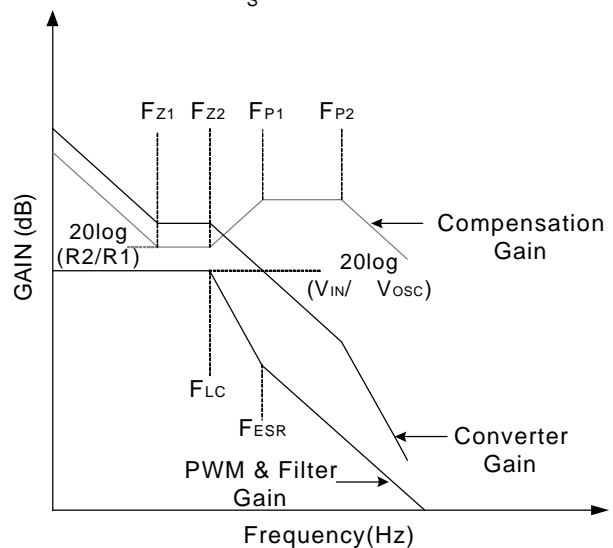 S
FZ1 FZ2 FP1 FP2
GAIN (dB)
20log
(R2/R1)
Compensation
Gain
20log
(VIN/ VOSC)
FLC
FESR
Converter
Gain
PWM & Filter
Gain
Frequency(Hz)